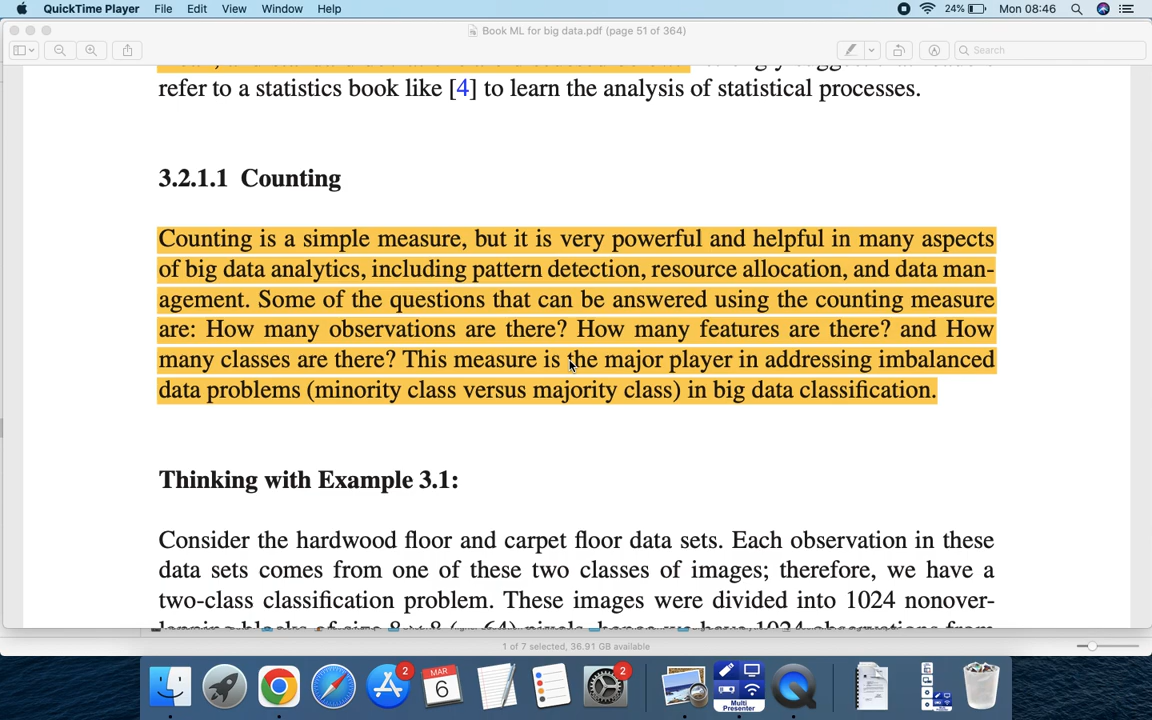 QuickTime Player File Edit View Window Help 24% Mon 08:46
Book ML for big data.pdf (page 51 of 364)
Search
refer to a statistics book like [4] to learn the analysis of statistical processes.
3.2.1.1 Counting
Counting is a simple measure, but it is very powerful and helpful in many aspects
of big data analytics, including pattern detection, resource allocation, and data man-
agement. Some of the questions that can be answered using the counting measure
are: How many observations are there? How many features are there? and How
many classes are there? This measure is the major player in addressing imbalanced
data problems (minority class versus majority class) in big data classification.
Thinking with Example 3.1:
Consider the hardwood floor and carpet floor data sets. Each observation in these
data sets comes from one of these two classes of images; therefore, we have a
two-class classification problem. These images were divided into 1024 nonover-
1 of 7 selected, 36.91 GB available
2
MAR
6
2
Multi
Presenter